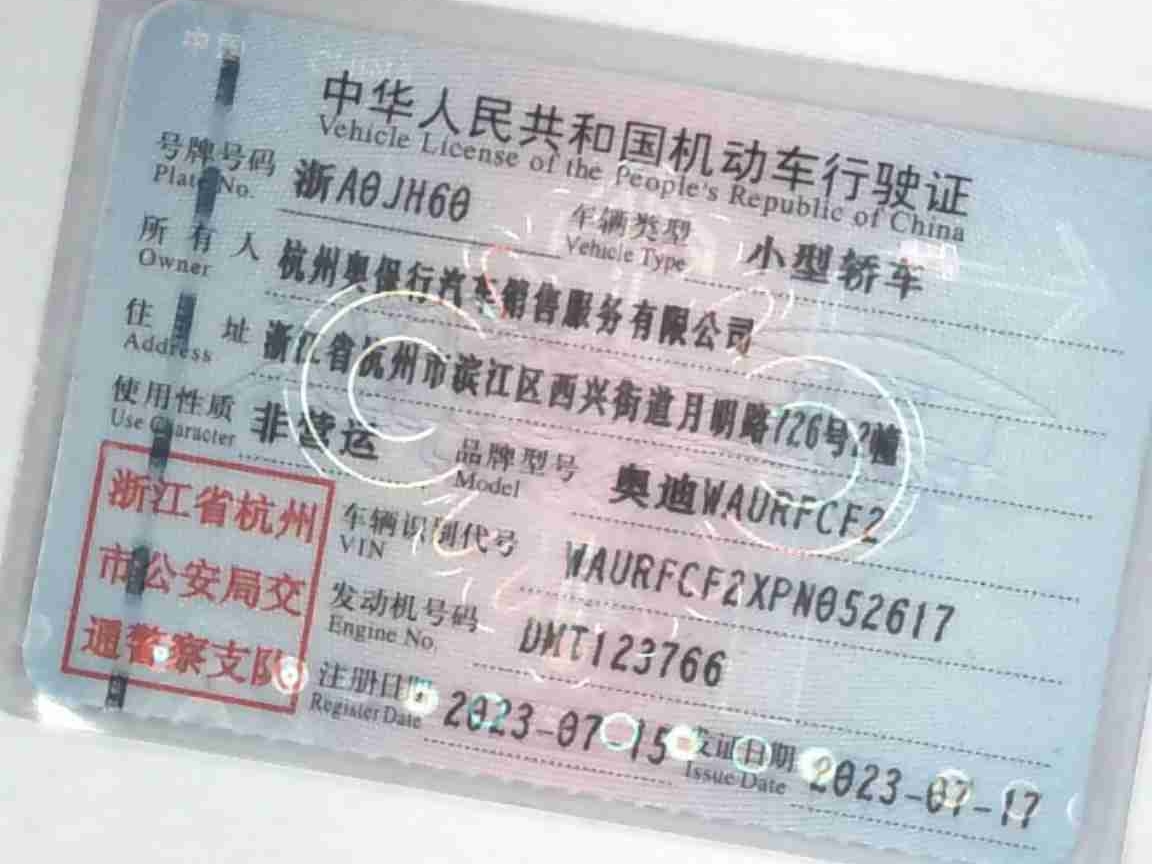 中华人民共和国机动车行驶证
Vehicle License of the People's Republic of China
号牌号码 浙A0JH60 车辆类型 小型轿车
Plate No. Vehicle Type
所有人 杭州奥保行汽车销售服务有限公司
Owner
住址 浙江省杭州市滨江区西兴街道月明路726号2幢
Address
使用性质 非营运 品牌型号 奥迪WAURFCF2
Use Character Model
浙江省杭州
市公安局交
通警察支队
车辆识别代号 WAURFCF2XPN052617
VIN
发动机号码 DMT123766
Engine No.
注册日期 2023-07-15 发证日期 2023-07-17
Register Date Issue Date